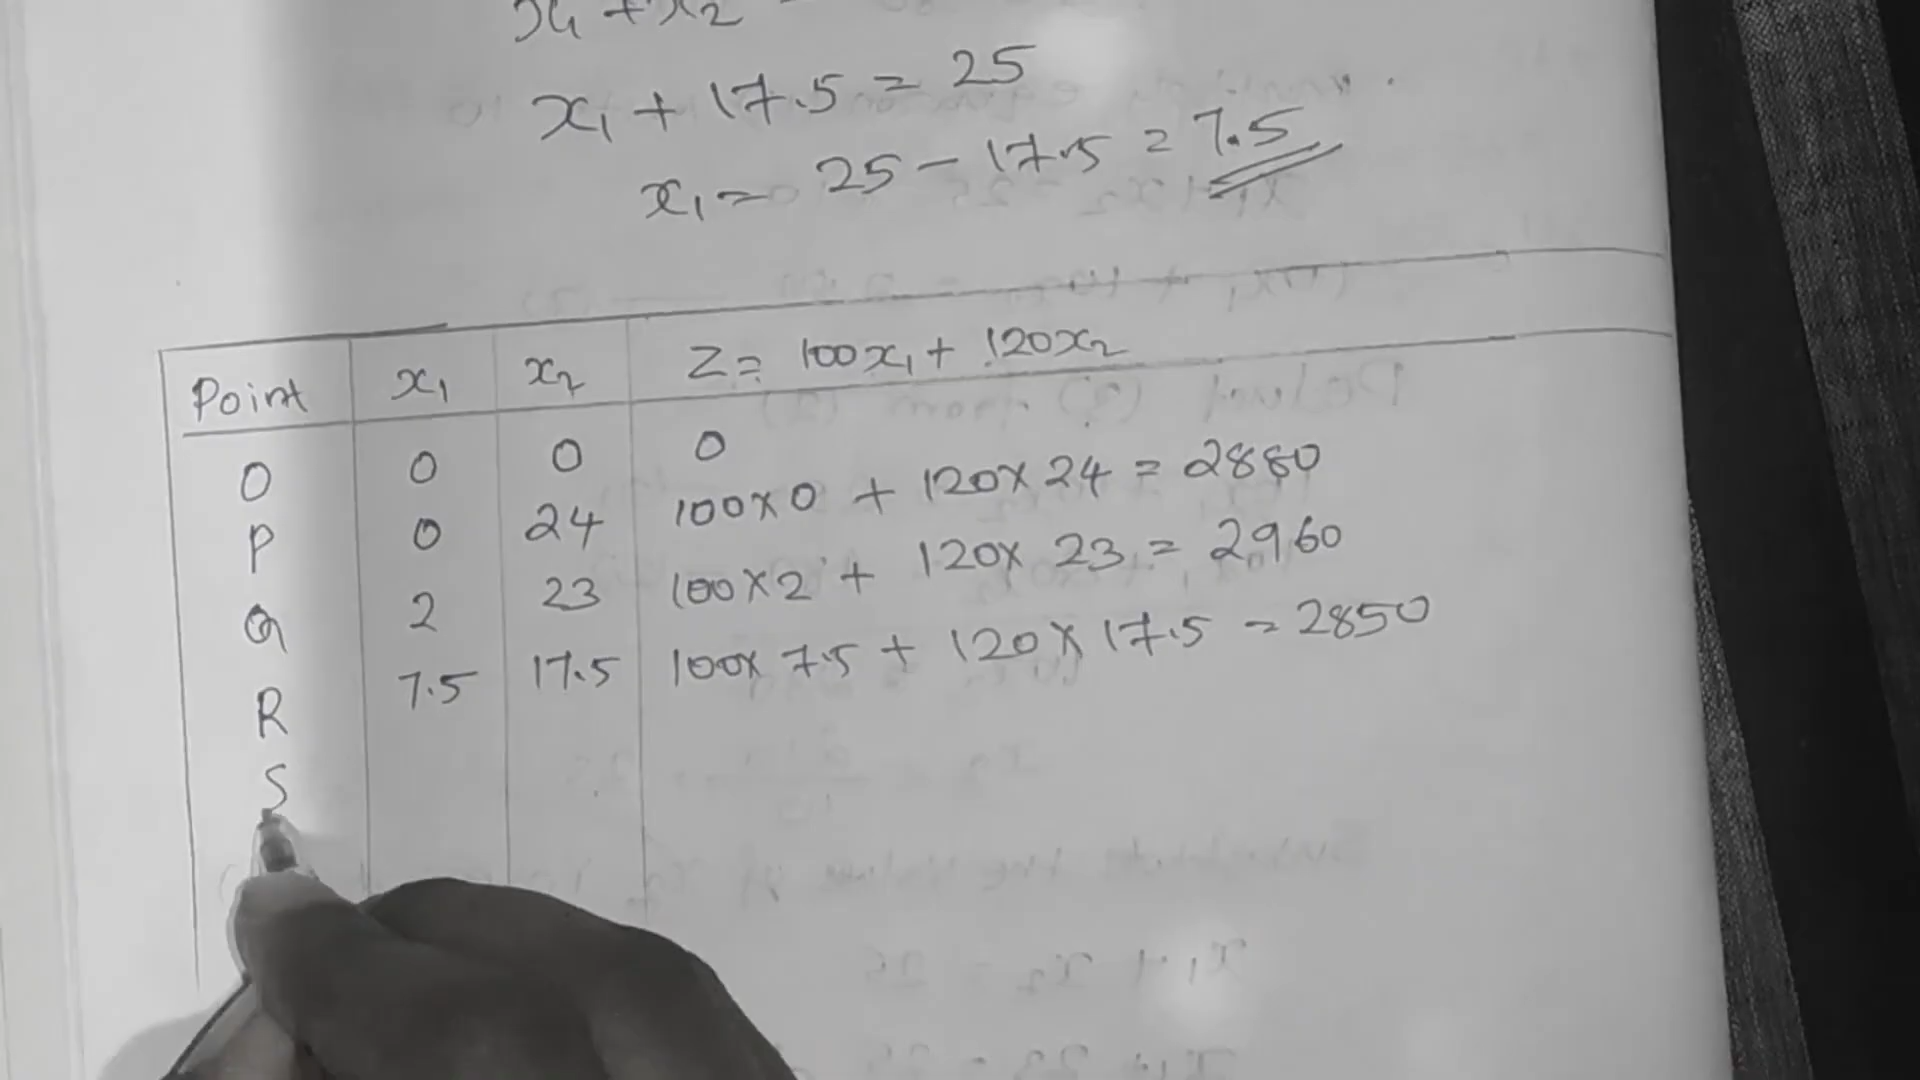 x₁ + x₂
x₁ + 17.5 = 25
x₁ = 25 - 17.5 = 7.5
Point x₁ x₂ Z = 100x₁ + 120x₂
O 0 0 0
P 0 24 100×0 + 120×24 = 2880
Q 2 23 100×2 + 120×23 = 2960
R 7.5 17.5 100×7.5 + 120×17.5 = 2850
S